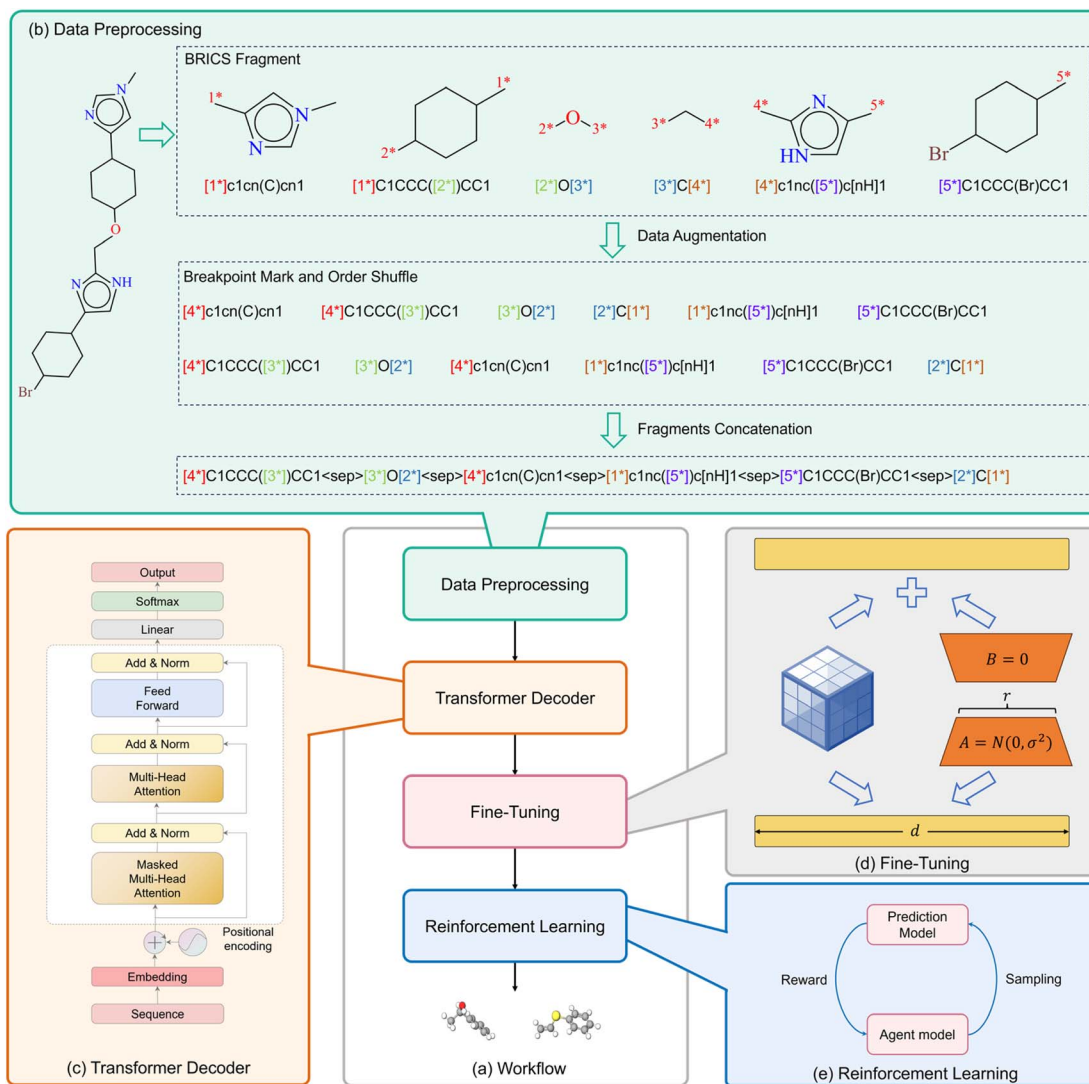 (b) Data Preprocessing
BRICS Fragment
N
N
N
NH
O
Br
1*
N
N
1*
2*
2*
O
3*
3*
4*
4*
N
5*
HN
5*
Br
[1*]c1cn(C)cn1
[1*]C1CCC([2*])CC1
[2*]O[3*]
[3*]C[4*]
[4*]c1nc([5*])c[nH]1
[5*]C1CCC(Br)CC1
Data Augmentation
Breakpoint Mark and Order Shuffle
[4*]c1cn(C)cn1 [4*]C1CCC([3*])CC1 [3*]O[2*] [2*]C[1*] [1*]c1nc([5*])c[nH]1 [5*]C1CCC(Br)CC1
[4*]C1CCC([3*])CC1 [3*]O[2*] [4*]c1cn(C)cn1 [1*]c1nc([5*])c[nH]1 [5*]C1CCC(Br)CC1 [2*]C[1*]
Fragments Concatenation
[4*]C1CCC([3*])CC1<sep>[3*]O[2*]<sep>[4*]c1cn(C)cn1<sep>[1*]c1nc([5*])c[nH]1<sep>[5*]C1CCC(Br)CC1<sep>[2*]C[1*]
Output
Softmax
Linear
Add & Norm
Feed
Forward
Add & Norm
Multi-Head
Attention
Add & Norm
Masked
Multi-Head
Attention
Positional
encoding
Embedding
Sequence
(c) Transformer Decoder
Data Preprocessing
Transformer Decoder
Fine-Tuning
Reinforcement Learning
(a) Workflow
B = 0
r
A = N(0, σ²)
d
(d) Fine-Tuning
Prediction
Model
Reward
Sampling
Agent model
(e) Reinforcement Learning